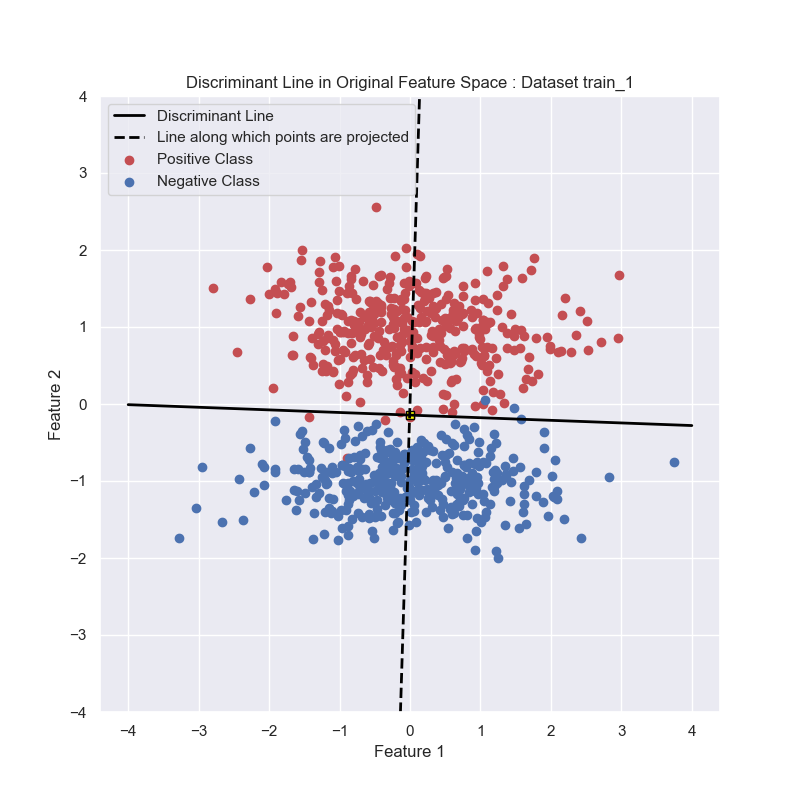 Discriminant Line in Original Feature Space : Dataset train_1
Discriminant Line
Line along which points are projected
Positive Class
Negative Class
4
3
2
1
0
−1
−2
−3
−4
Feature 2
−4 −3 −2 −1 0 1 2 3 4
Feature 1